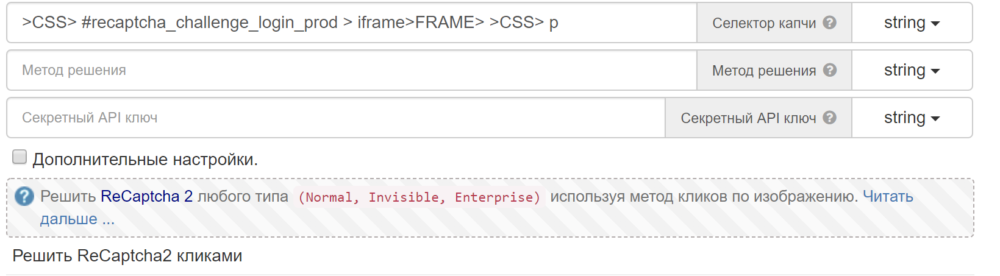 >CSS> #recaptcha_challenge_login_prod > iframe>FRAME> >CSS> p Селектор капчи ? string
Метод решения Метод решения ? string
Секретный API ключ Секретный API ключ ? string
Дополнительные настройки.
? Решить ReCaptcha 2 любого типа (Normal, Invisible, Enterprise) используя метод кликов по изображению. Читать
дальше ...
Решить ReCaptcha2 кликами